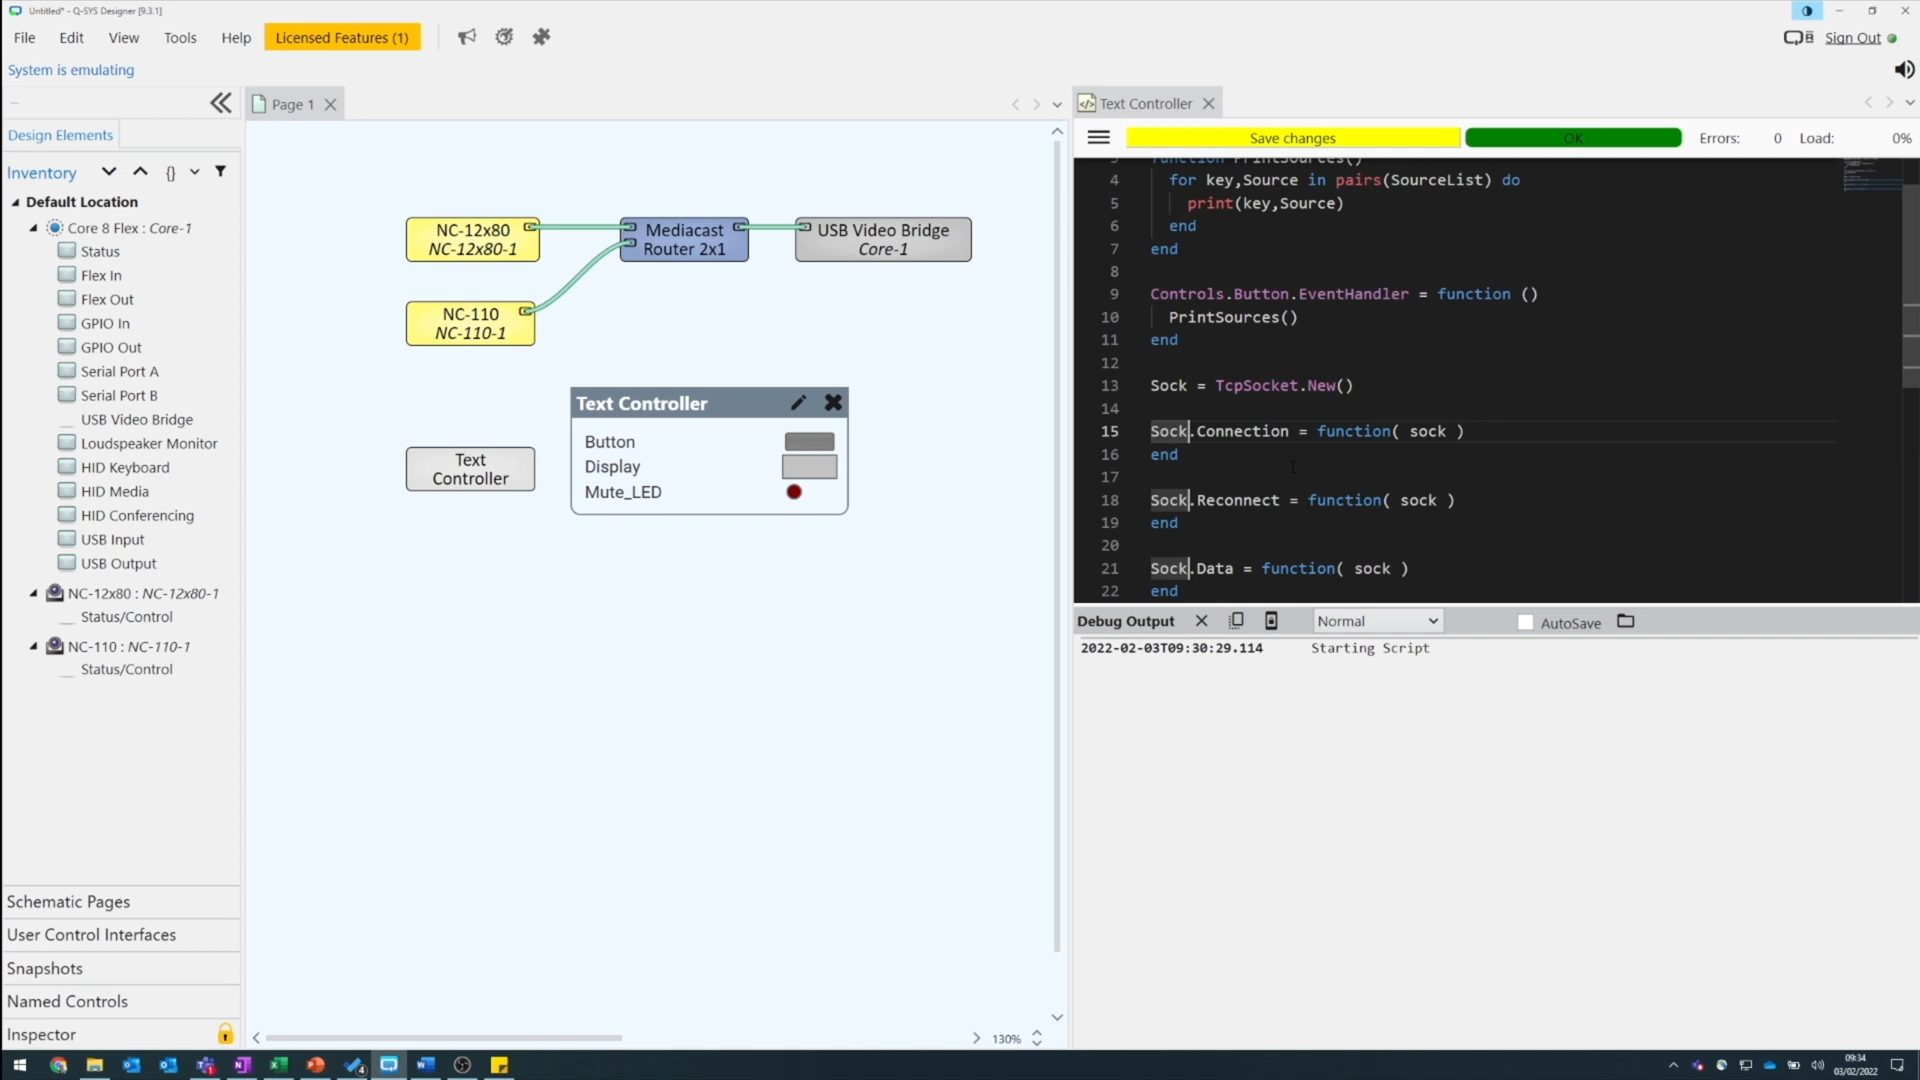 Untitled* - Q-SYS Designer [9.3.1]
File Edit View Tools Help Licensed Features (1)
Sign Out
System is emulating
Page 1
Text Controller
Design Elements
Save changes OK Errors: 0 Load: 0%
Inventory {}
Default Location
Core 8 Flex : Core-1
Status
Flex In
Flex Out
GPIO In
GPIO Out
Serial Port A
Serial Port B
USB Video Bridge
Loudspeaker Monitor
HID Keyboard
HID Media
HID Conferencing
USB Input
USB Output
NC-12x80 : NC-12x80-1
Status/Control
NC-110 : NC-110-1
Status/Control
Schematic Pages
User Control Interfaces
Snapshots
Named Controls
Inspector
NC-12x80
NC-12x80-1
Mediacast
Router 2x1
USB Video Bridge
Core-1
NC-110
NC-110-1
Text
Controller
Text Controller
Button
Display
Mute_LED
130%
3 function PrintSources()
4 for key,Source in pairs(SourceList) do
5 print(key,Source)
6 end
7 end
8
9 Controls.Button.EventHandler = function ()
10 PrintSources()
11 end
12
13 Sock = TcpSocket.New()
14
15 Sock.Connection = function( sock )
16 end
17
18 Sock.Reconnect = function( sock )
19 end
20
21 Sock.Data = function( sock )
22 end
Debug Output Normal AutoSave
2022-02-03T09:30:29.114 Starting Script
09:34
03/02/2022